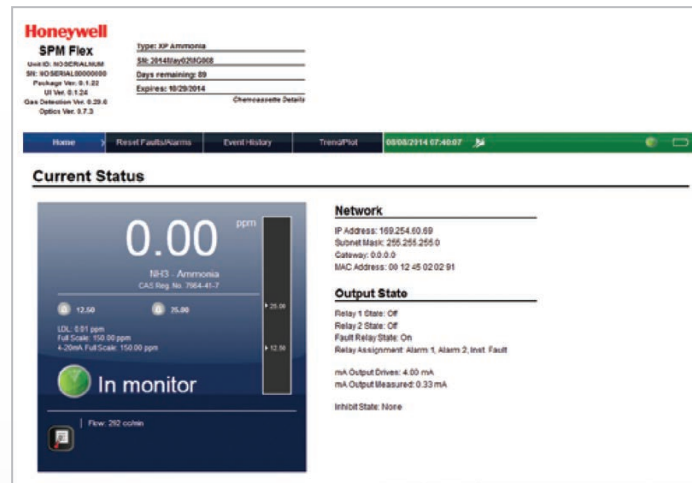 Honeywell
SPM Flex
Unit ID: NOSERIALNUM
SN: NOSERIAL00000000
Package Ver: 0.1.22
UI Ver: 0.1.24
Gas Detection Ver: 0.23.6
Optics Ver: 0.7.3
Type: XP Ammonia
SN: 2014May02MG008
Days remaining: 89
Expires: 10/29/2014
Chemcassette Details
Home
Reset Faults/Alarms
Event History
Trend/Plot
08/08/2014 07:40:07
Current Status
0.00 ppm
NH3 - Ammonia
CAS Reg. No. 7664-41-7
12.50
25.00
LDL: 0.01 ppm
Full Scale: 150.00 ppm
4-20mA Full Scale: 150.00 ppm
25.00
12.50
In monitor
Flow: 292 cc/min
Network
IP Address: 169.254.60.69
Subnet Mask: 255.255.255.0
Gateway: 0.0.0.0
MAC Address: 00 12 45 02 02 91
Output State
Relay 1 State: Off
Relay 2 State: Off
Fault Relay State: On
Relay Assignment: Alarm 1, Alarm 2, Inst. Fault
mA Output Drives: 4.00 mA
mA Output Measured: 0.33 mA
Inhibit State: None